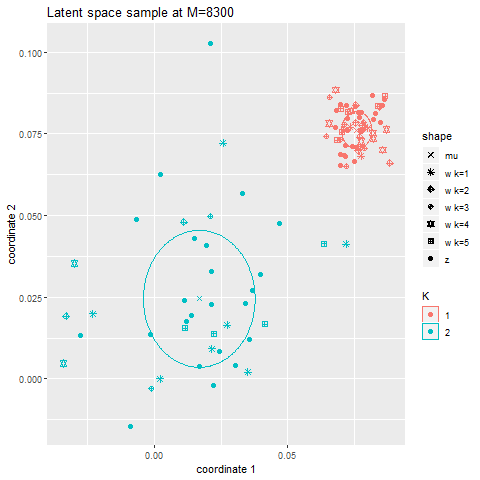 Latent space sample at M=8300
0.100
0.075
0.050
0.025
0.000
coordinate 2
0.00
0.05
coordinate 1
shape
mu
w k=1
w k=2
w k=3
w k=4
w k=5
z
K
1
2